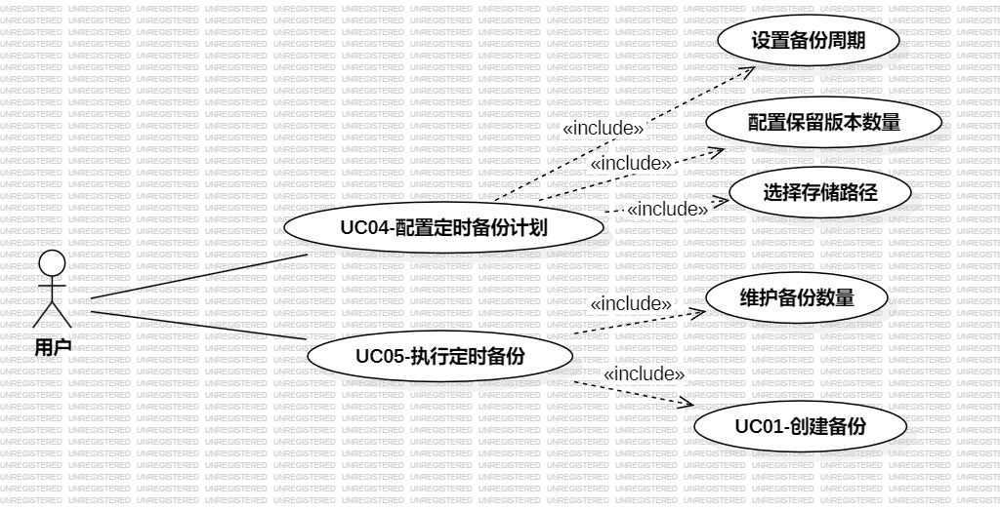 设置备份周期
«include»
配置保留版本数量
«include»
选择存储路径
«include»
UC04-配置定时备份计划
用户
维护备份数量
«include»
UC05-执行定时备份
«include»
UC01-创建备份
UNREGISTERED